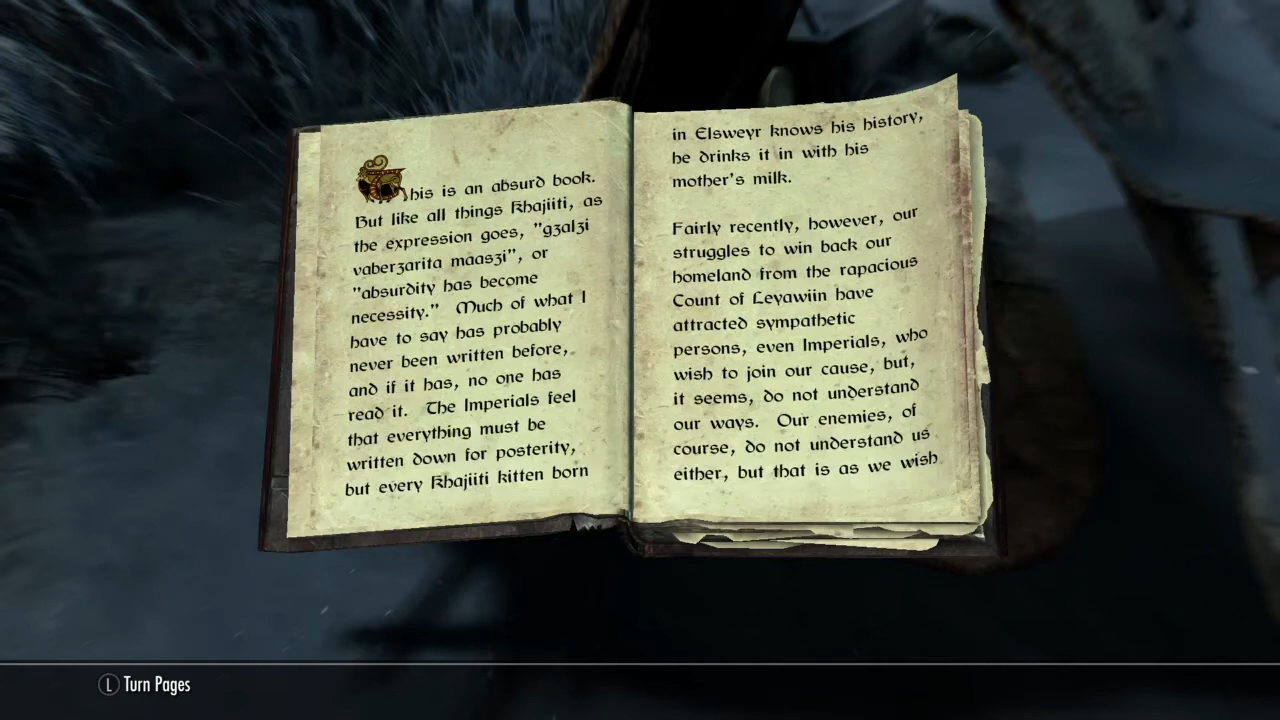 This is an absurd book.
But like all things Khajiiti, as
the expression goes, "gzalzi
vaberzarita maaszi", or
"absurdity has become
necessity."  Much of what I
have to say has probably
never been written before,
and if it has, no one has
read it.  The Imperials feel
that everything must be
written down for posterity,
but every Khajiiti kitten born
in Elsweyr knows his history,
he drinks it in with his
mother's milk.
Fairly recently, however, our
struggles to win back our
homeland from the rapacious
Count of Leyawiin have
attracted sympathetic
persons, even Imperials, who
wish to join our cause, but,
it seems, do not understand
our ways.  Our enemies, of
course, do not understand us
either, but that is as we wish
L Turn Pages